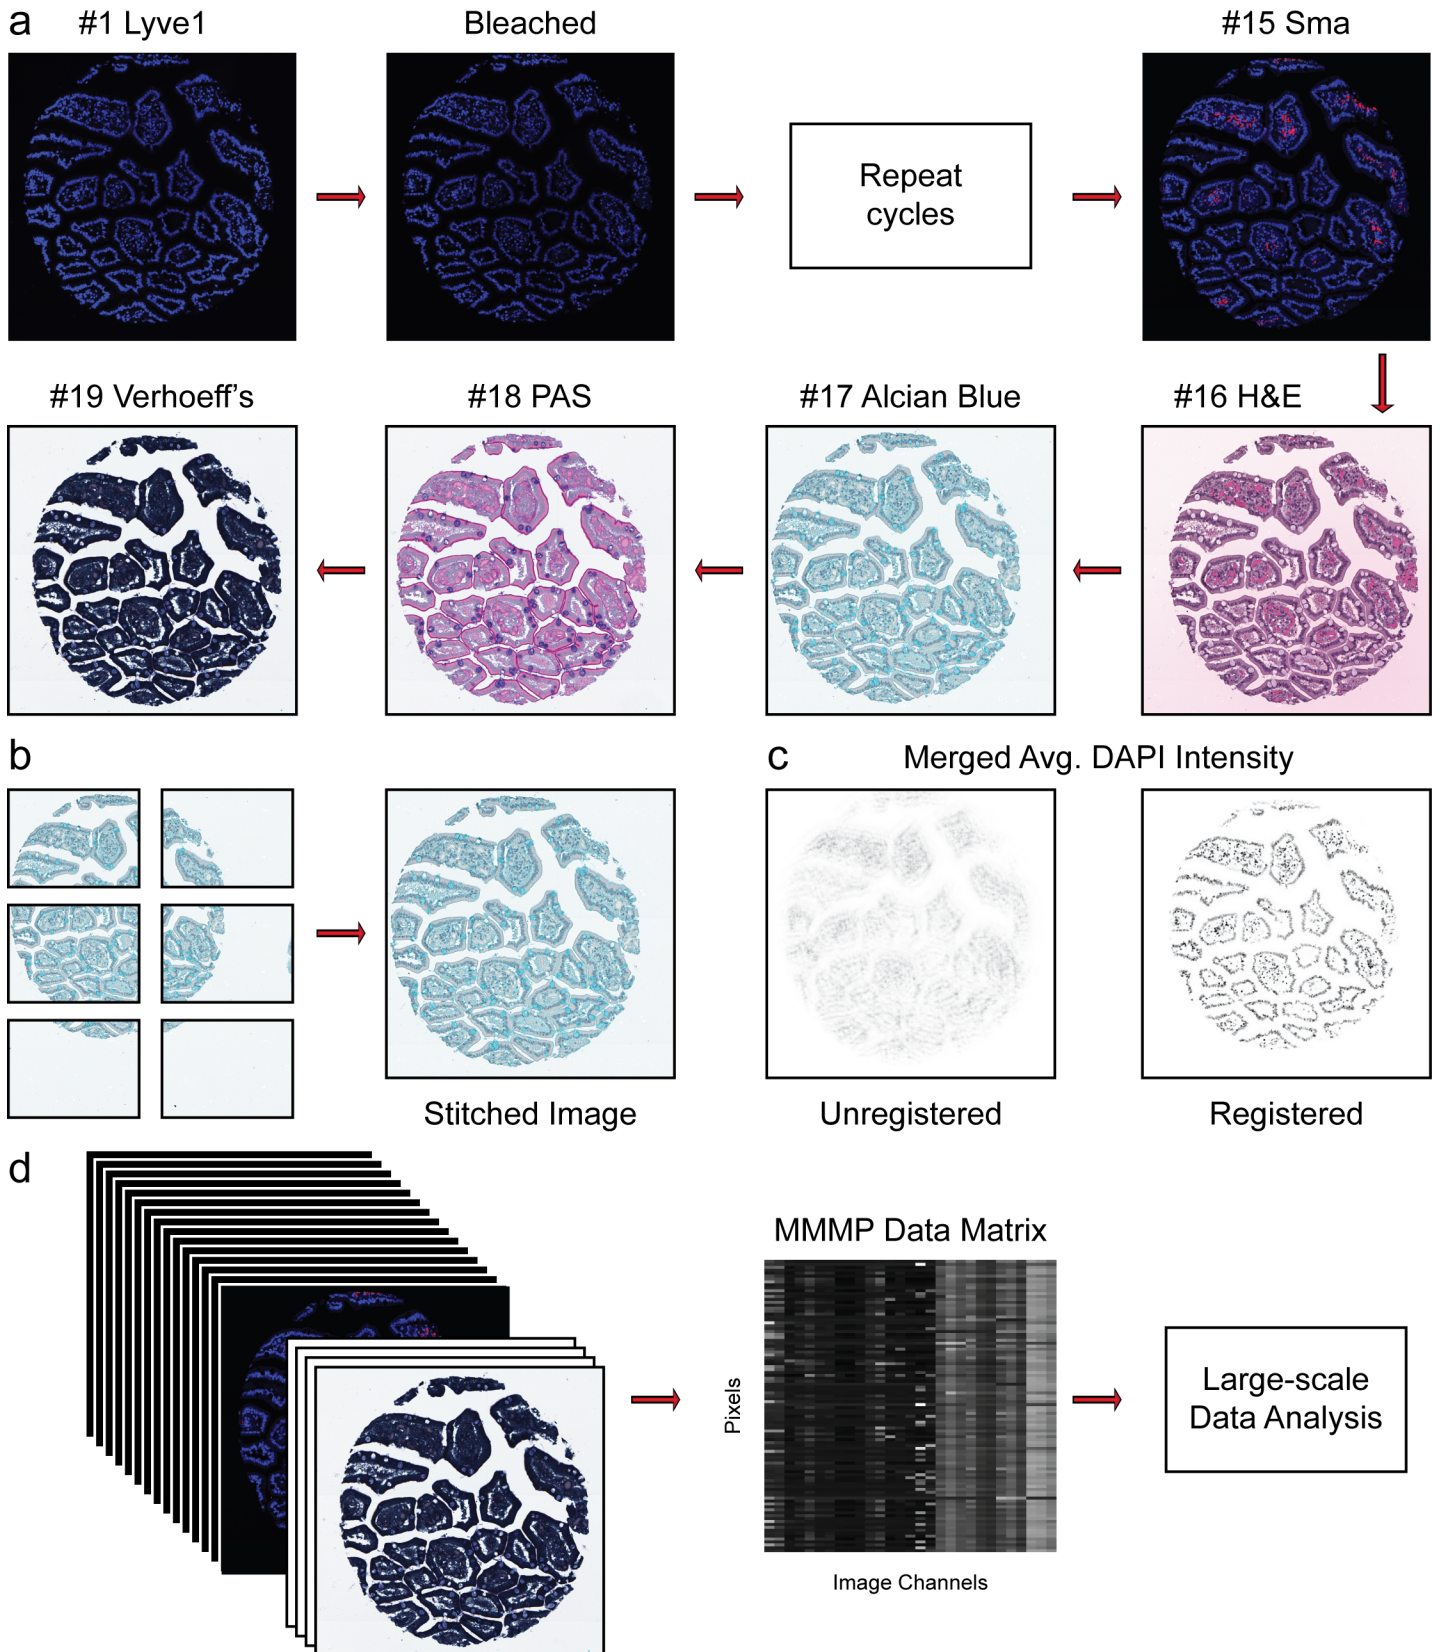 a
#1 Lyve1
Bleached
#15 Sma
Repeat
cycles
#19 Verhoeff's
#18 PAS
#17 Alcian Blue
#16 H&E
b
Stitched Image
c
Merged Avg. DAPI Intensity
Unregistered
Registered
d
MMMP Data Matrix
Pixels
Image Channels
Large-scale
Data Analysis